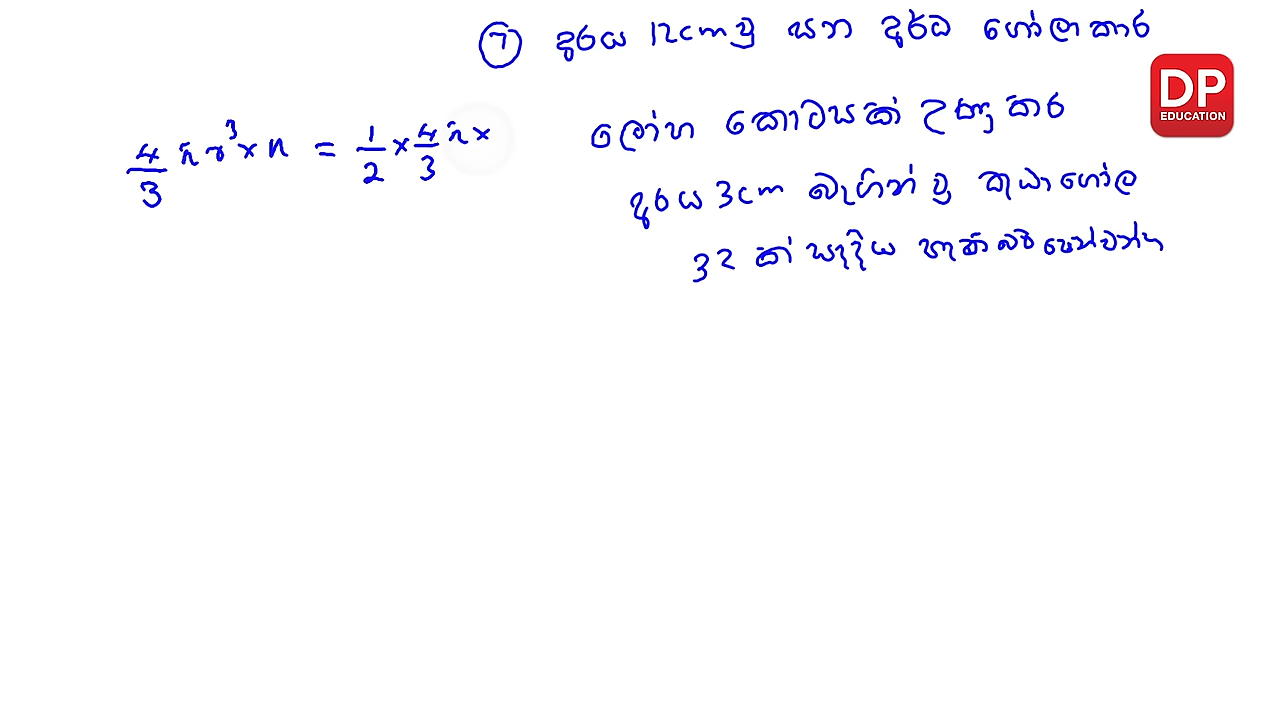 ⑦ අරය 12cm වූ ඝන අර්ධ ගෝලාකාර
ලෝහ කොටසක් උණු කර
අරය 3cm බැගින් වූ කුඩා ගෝල
32 ක් සෑදිය හැකි බව පෙන්වන්න
4/3 π r³ × n = 1/2 × 4/3 π ×
DP
EDUCATION